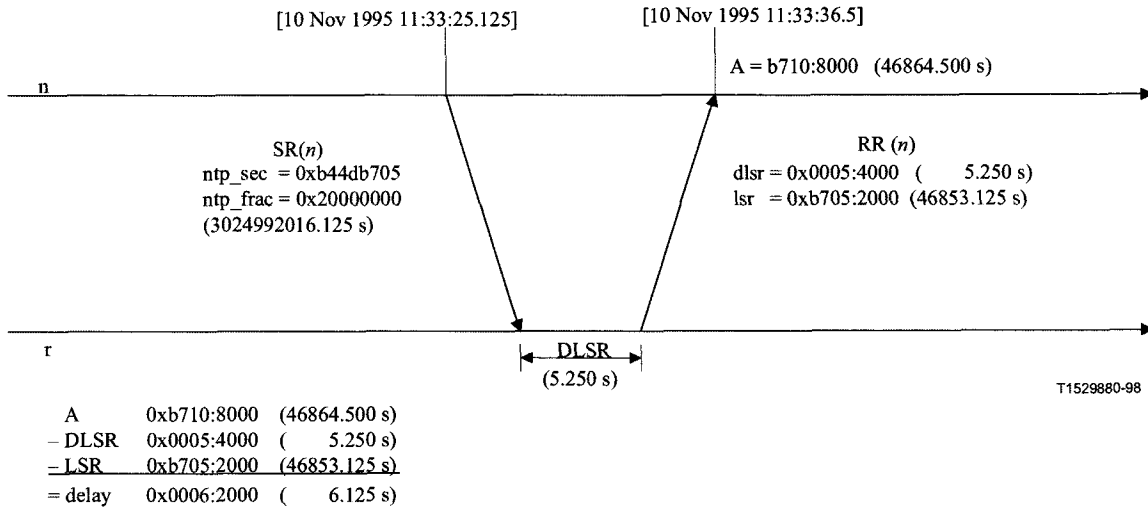 [10 Nov 1995 11:33:25.125] [10 Nov 1995 11:33:36.5]
A = b710:8000 (46864.500 s)
n
SR(n)
ntp_sec = 0xb44db705
ntp_frac = 0x20000000
(3024992016.125 s)
RR (n)
dlsr = 0x0005:4000 ( 5.250 s)
lsr = 0xb705:2000 (46853.125 s)
r
DLSR
(5.250 s)
T1529880-98
A 0xb710:8000 (46864.500 s)
– DLSR 0x0005:4000 ( 5.250 s)
– LSR 0xb705:2000 (46853.125 s)
= delay 0x0006:2000 ( 6.125 s)